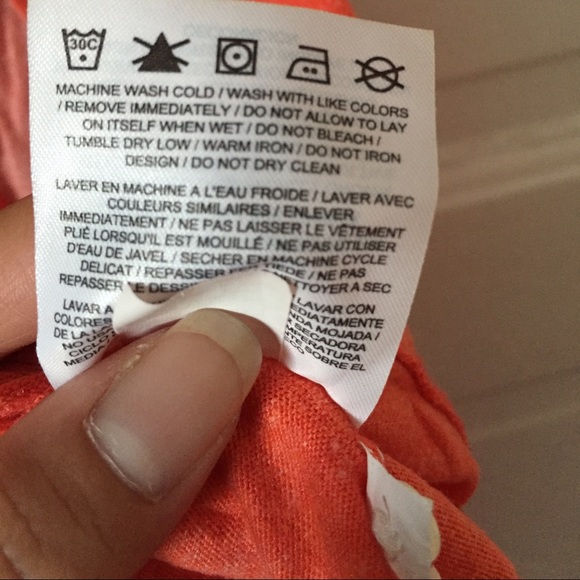 30C
MACHINE WASH COLD / WASH WITH LIKE COLORS
/ REMOVE IMMEDIATELY / DO NOT ALLOW TO LAY
ON ITSELF WHEN WET / DO NOT BLEACH /
TUMBLE DRY LOW / WARM IRON / DO NOT IRON
DESIGN / DO NOT DRY CLEAN
LAVER EN MACHINE A L'EAU FROIDE / LAVER AVEC
COULEURS SIMILAIRES / ENLEVER
IMMEDIATEMENT / NE PAS LAISSER LE VÊTEMENT
PLIÉ LORSQU'IL EST MOUILLÉ / NE PAS UTILISER
D'EAU DE JAVEL / SECHER EN MACHINE CYCLE
DELICAT / REPASSER / NE PAS
REPASSER A SEC
LAVAR LAVAR CON
COLORES
DE LA MOJADA /
NO SECADORA
SOBRE EL